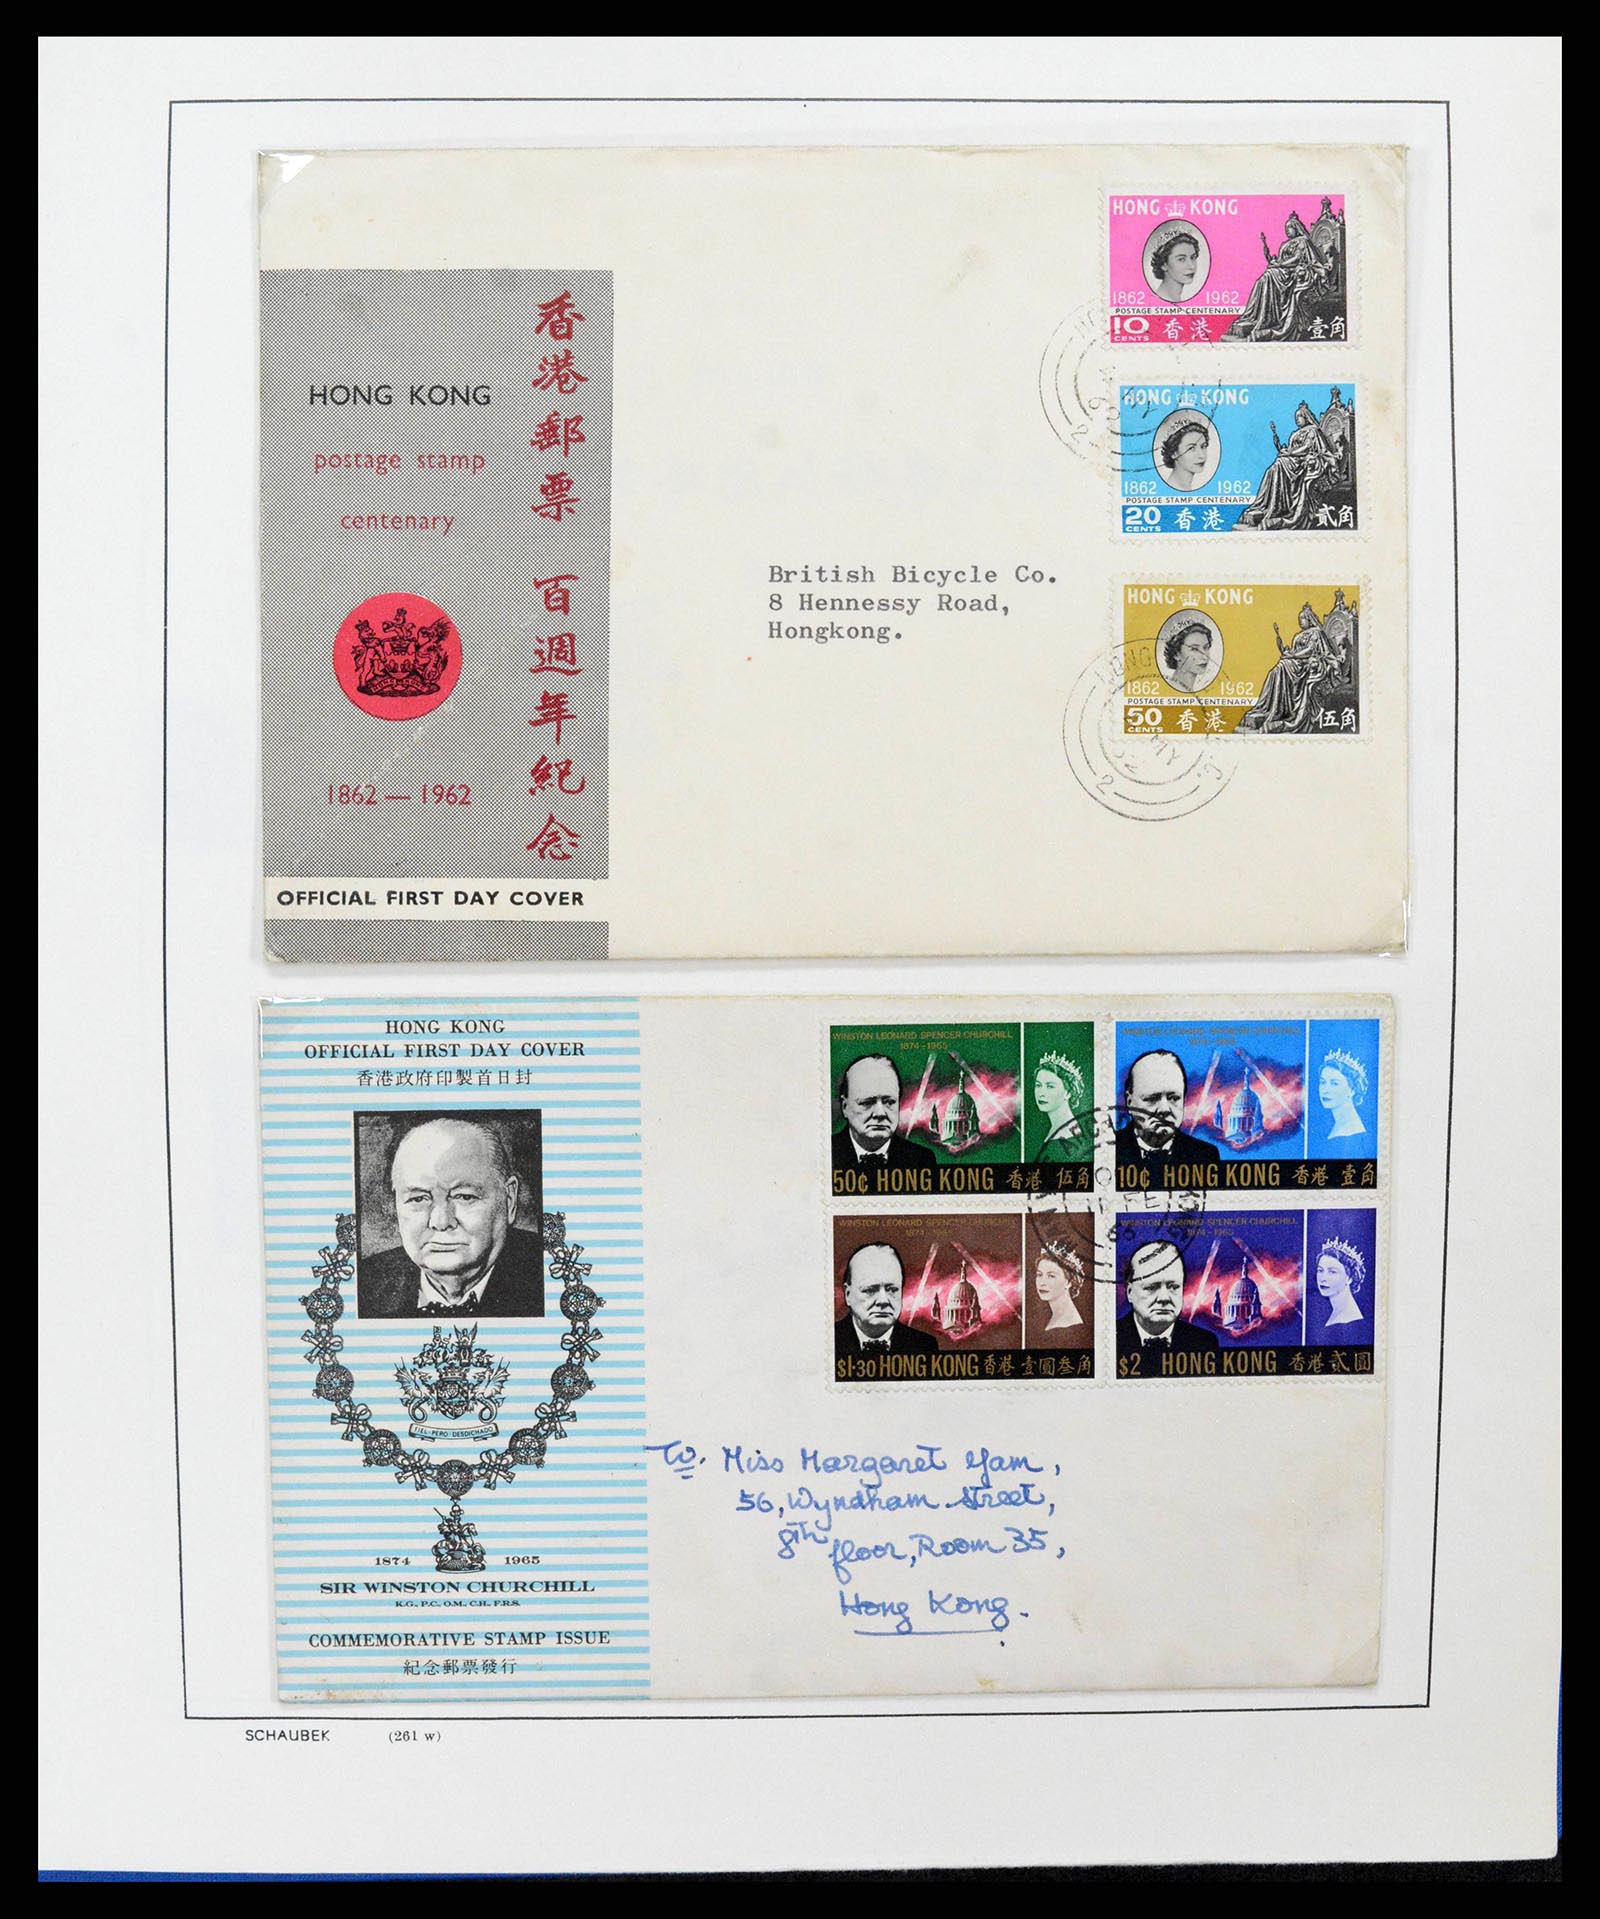 HONG KONG
postage stamp
centenary
香港郵票 百週年紀念
HONG KONG
1862 — 1962
OFFICIAL FIRST DAY COVER
British Bicycle Co.
8 Hennessy Road,
Hongkong.
HONG KONG
1862 1962
POSTAGE STAMP CENTENARY
10 香港 壹角
CENTS
HONG KONG
1862 1962
POSTAGE STAMP CENTENARY
20 香港 貳角
CENTS
HONG KONG
1862 1962
POSTAGE STAMP CENTENARY
50 香港 伍角
CENTS
HONG KONG
OFFICIAL FIRST DAY COVER
香港政府印製首日封
FIEL·PERO DESDICHADO
1874 1965
SIR WINSTON CHURCHILL
K.G., P.C., O.M., C.H., F.R.S.
COMMEMORATIVE STAMP ISSUE
紀念郵票發行
WINSTON LEONARD SPENCER CHURCHILL
1874-1965
50¢ HONG KONG 香港 伍角
WINSTON LEONARD SPENCER CHURCHILL
1874-1965
10¢ HONG KONG 香港 壹角
WINSTON LEONARD SPENCER CHURCHILL
1874-1965
$1·30 HONG KONG 香港 壹圓叁角
WINSTON LEONARD SPENCER CHURCHILL
1874-1965
$2 HONG KONG 香港 貳圓
To. Miss Margaret Yam,
56, Wyndham Street,
8th floor, Room 35,
Hong Kong.
SCHAUBEK (261 w)